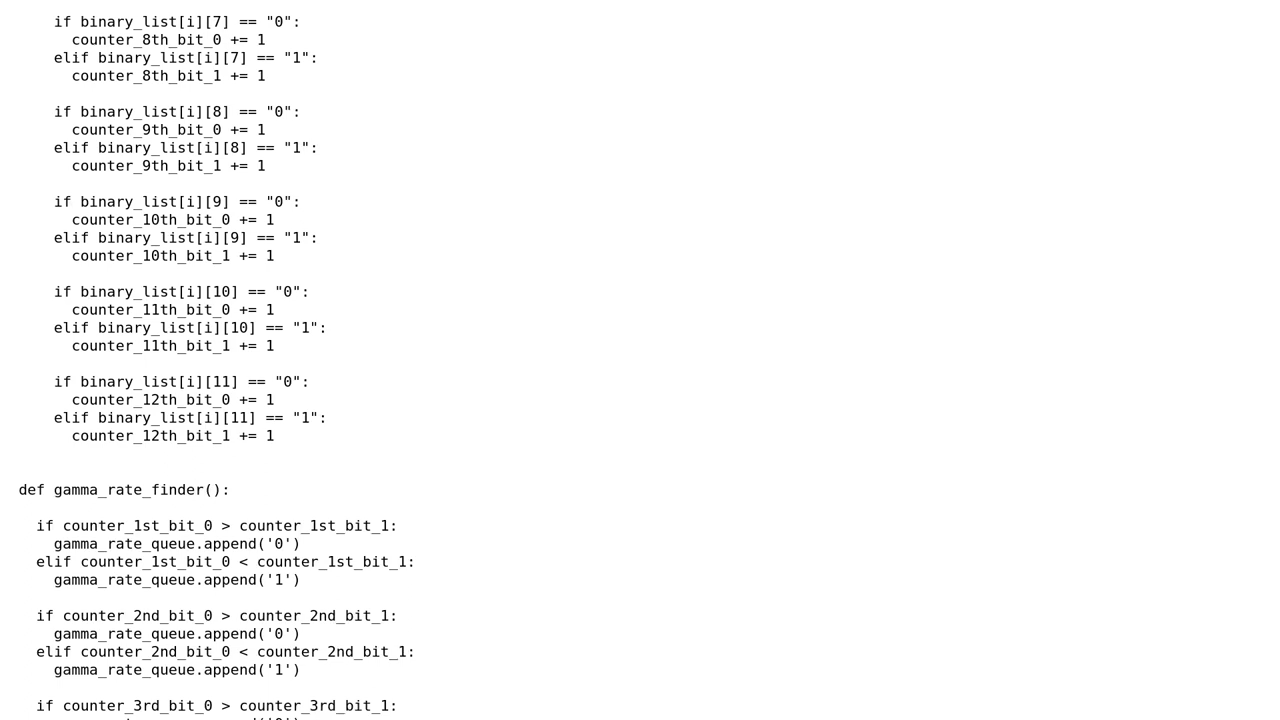 if binary_list[i][7] == "0":
counter_8th_bit_0 += 1
elif binary_list[i][7] == "1":
counter_8th_bit_1 += 1
if binary_list[i][8] == "0":
counter_9th_bit_0 += 1
elif binary_list[i][8] == "1":
counter_9th_bit_1 += 1
if binary_list[i][9] == "0":
counter_10th_bit_0 += 1
elif binary_list[i][9] == "1":
counter_10th_bit_1 += 1
if binary_list[i][10] == "0":
counter_11th_bit_0 += 1
elif binary_list[i][10] == "1":
counter_11th_bit_1 += 1
if binary_list[i][11] == "0":
counter_12th_bit_0 += 1
elif binary_list[i][11] == "1":
counter_12th_bit_1 += 1
def gamma_rate_finder():
if counter_1st_bit_0 > counter_1st_bit_1:
gamma_rate_queue.append('0')
elif counter_1st_bit_0 < counter_1st_bit_1:
gamma_rate_queue.append('1')
if counter_2nd_bit_0 > counter_2nd_bit_1:
gamma_rate_queue.append('0')
elif counter_2nd_bit_0 < counter_2nd_bit_1:
gamma_rate_queue.append('1')
if counter_3rd_bit_0 > counter_3rd_bit_1: